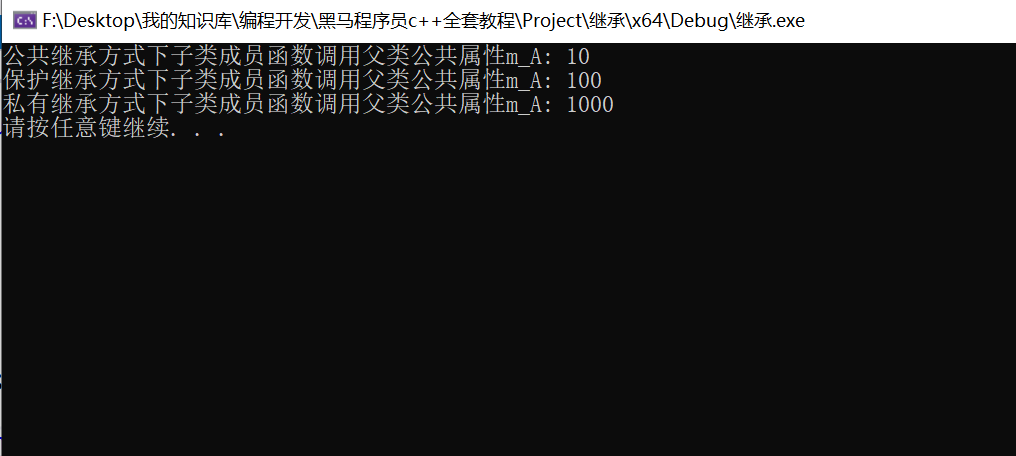 F:\Desktop\我的知识库\编程开发\黑马程序员c++全套教程\Project\继承\x64\Debug\继承.exe
公共继承方式下子类成员函数调用父类公共属性m_A: 10
保护继承方式下子类成员函数调用父类公共属性m_A: 100
私有继承方式下子类成员函数调用父类公共属性m_A: 1000
请按任意键继续. . .